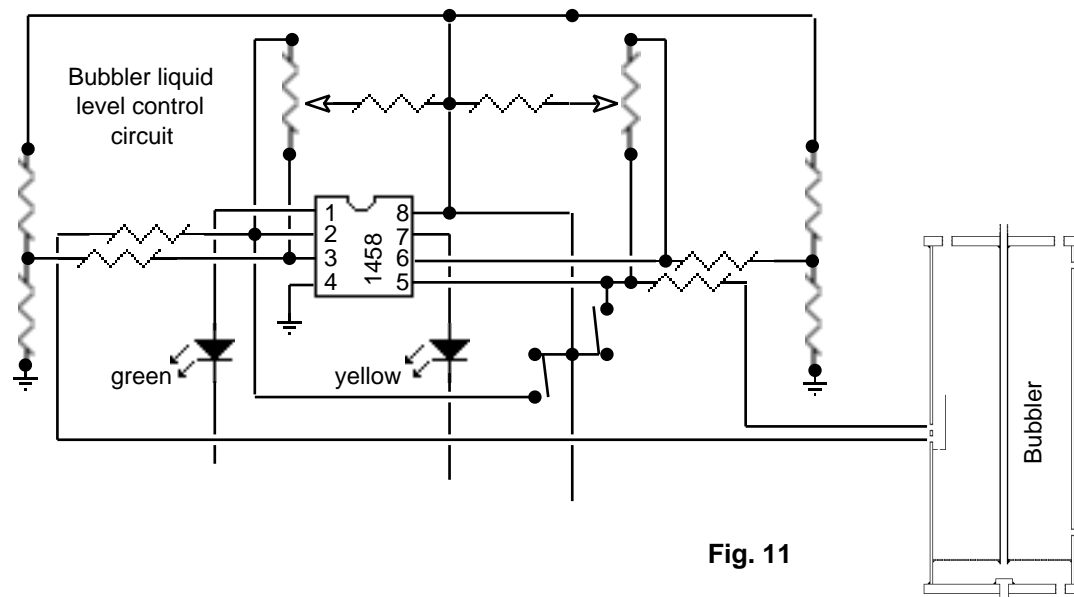 Bubbler liquid
level control
circuit
1 8
2 7
3 6
4 5
1458
green
yellow
Bubbler
Fig. 11